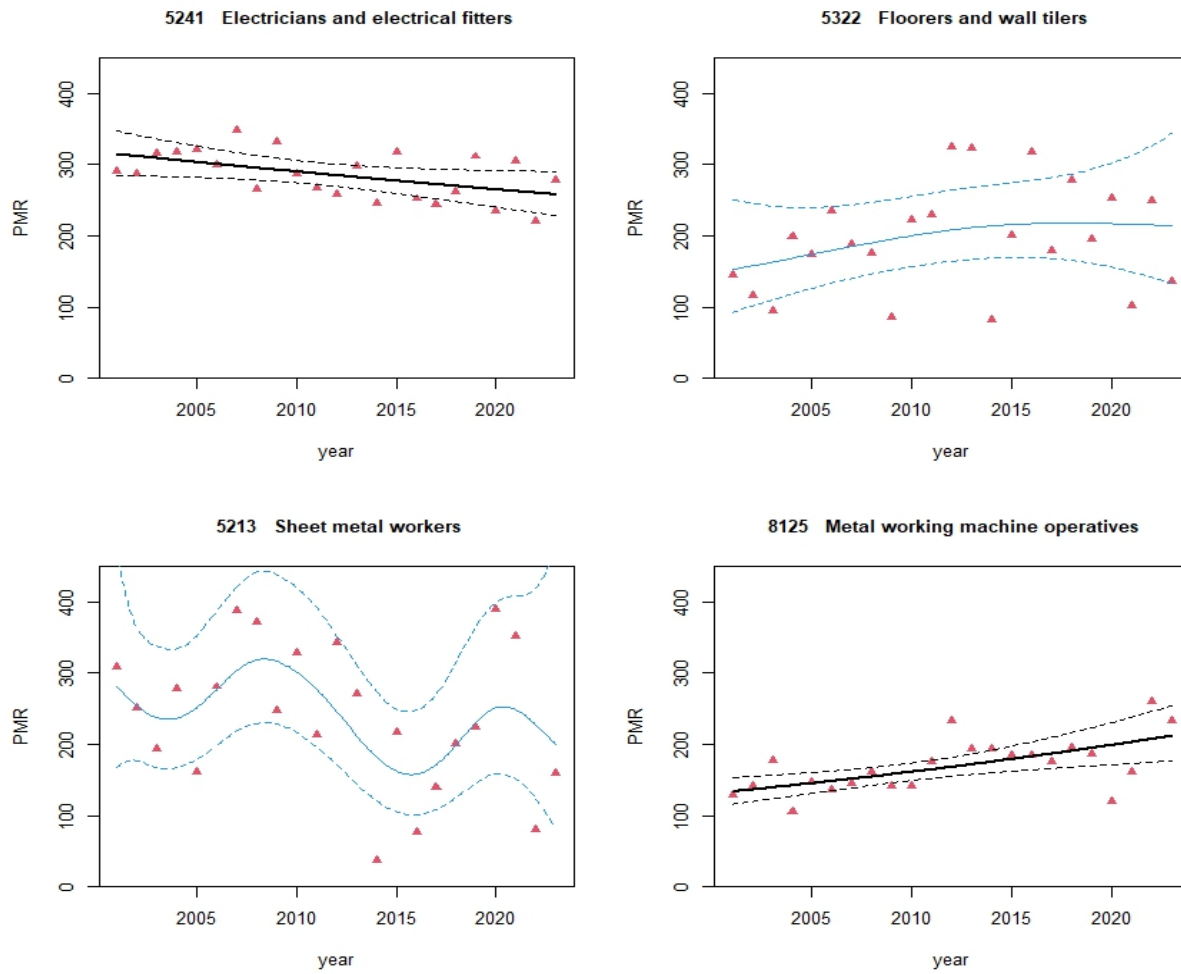 5241 Electricians and electrical fitters
PMR
400
300
200
100
0
2005 2010 2015 2020
year
5322 Floorers and wall tilers
PMR
400
300
200
100
0
2005 2010 2015 2020
year
5213 Sheet metal workers
PMR
400
300
200
100
0
2005 2010 2015 2020
year
8125 Metal working machine operatives
PMR
400
300
200
100
0
2005 2010 2015 2020
year